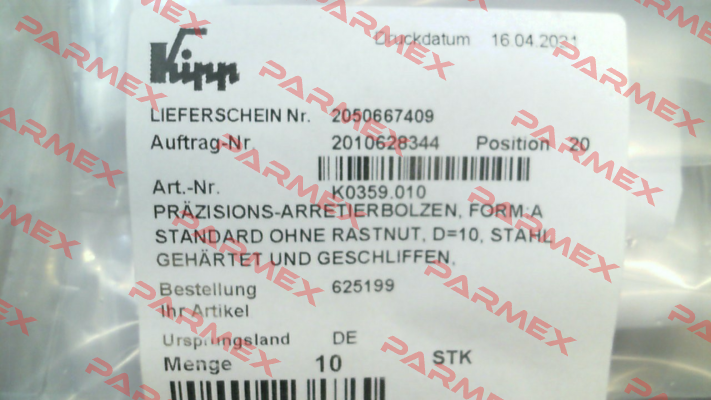 Druckdatum 16.04.2021
Kipp
LIEFERSCHEIN Nr. 2050667409
Auftrag-Nr 2010628344 Position 20
Art.-Nr. K0359.010
PRÄZISIONS-ARRETIERBOLZEN, FORM:A
STANDARD OHNE RASTNUT, D=10, STAHL
GEHÄRTET UND GESCHLIFFEN,
Bestellung 625199
Ihr Artikel
Ursprungsland DE
Menge 10 STK
PARMEX